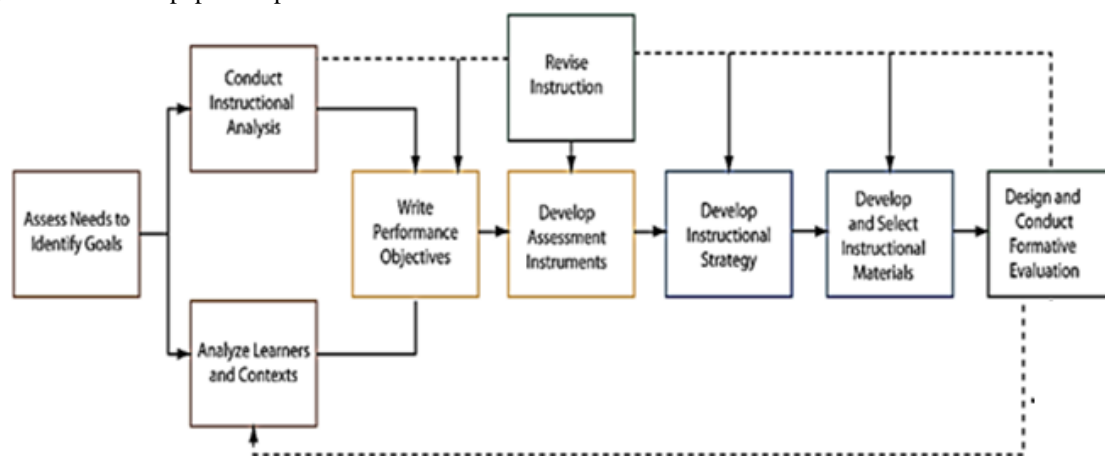 Conduct
Instructional
Analysis
Revise
Instruction
Assess Needs to
Identify Goals
Write
Performance
Objectives
Develop
Assessment
Instruments
Develop
Instructional
Strategy
Develop
and Select
Instructional
Materials
Design and
Conduct
Formative
Evaluation
Analyze Learners
and Contexts